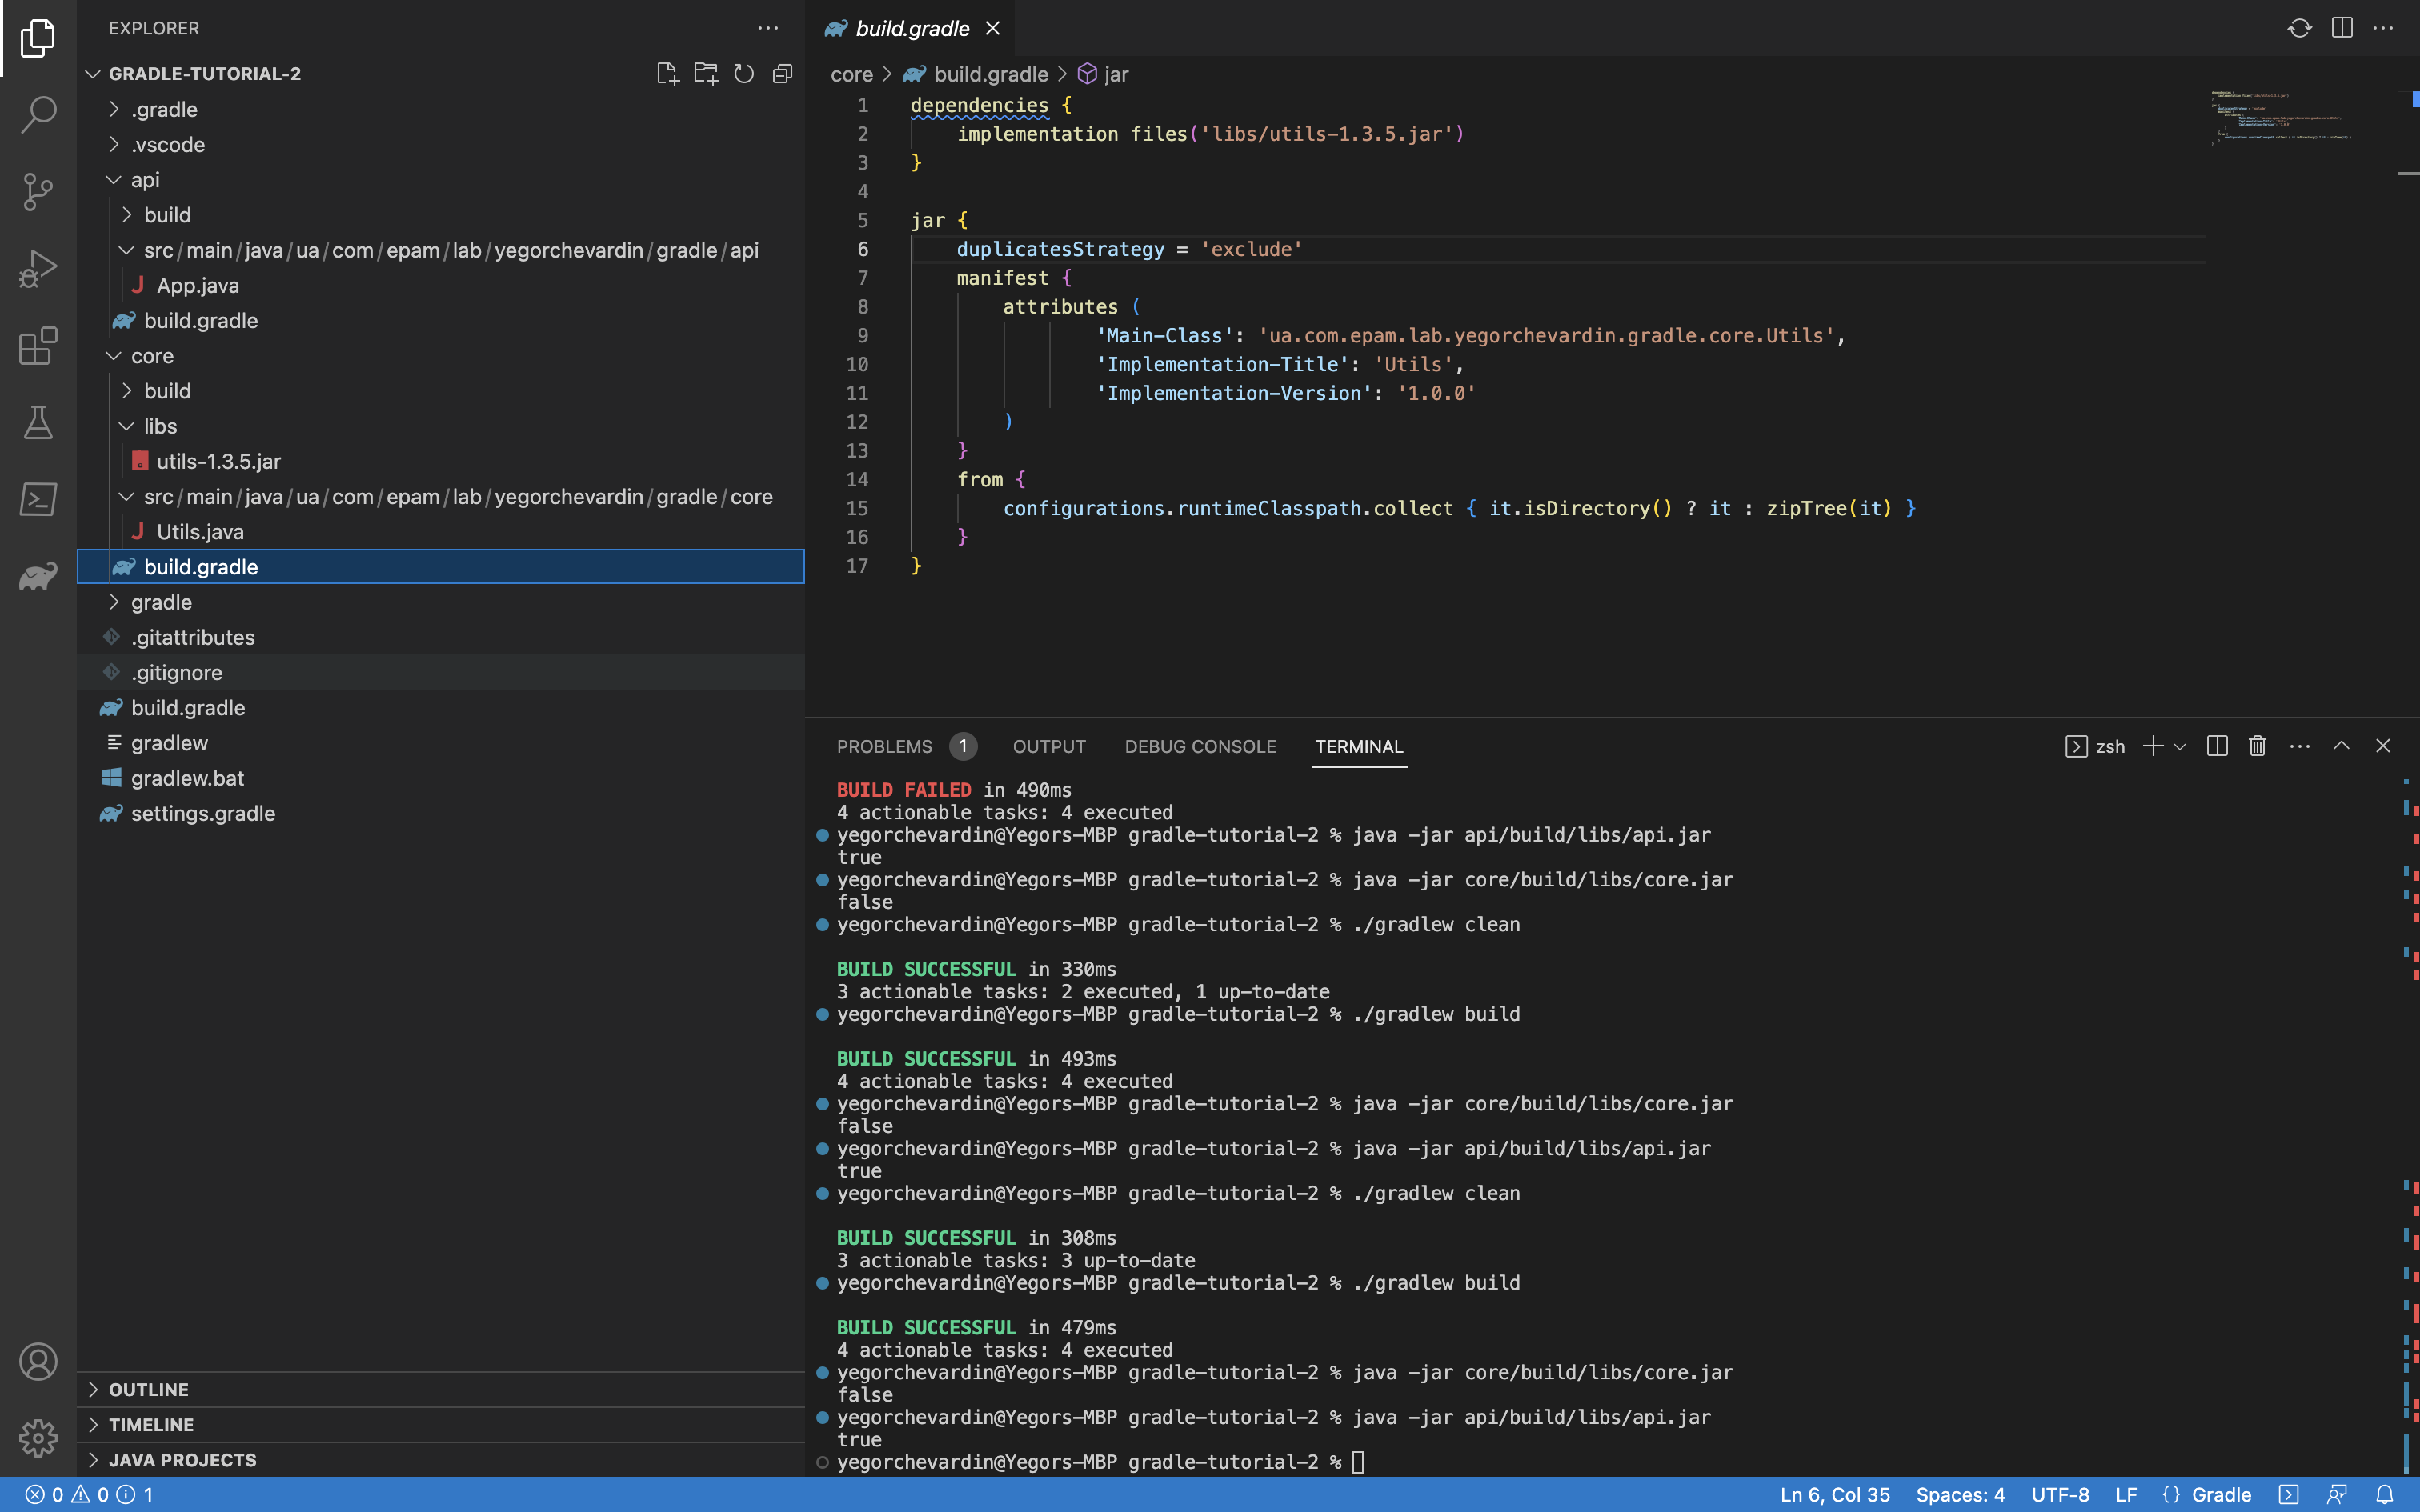 EXPLORER
GRADLE-TUTORIAL-2
.gradle
.vscode
api
build
src/main/java/ua/com/epam/lab/yegorchevardin/gradle/api
App.java
build.gradle
core
build
libs
utils-1.3.5.jar
src/main/java/ua/com/epam/lab/yegorchevardin/gradle/core
Utils.java
build.gradle
gradle
.gitattributes
.gitignore
build.gradle
gradlew
gradlew.bat
settings.gradle
OUTLINE
TIMELINE
JAVA PROJECTS
build.gradle
core > build.gradle > jar
1 dependencies {
2 implementation files('libs/utils-1.3.5.jar')
3 }
4
5 jar {
6 duplicatesStrategy = 'exclude'
7 manifest {
8 attributes (
9 'Main-Class': 'ua.com.epam.lab.yegorchevardin.gradle.core.Utils',
10 'Implementation-Title': 'Utils',
11 'Implementation-Version': '1.0.0'
12 )
13 }
14 from {
15 configurations.runtimeClasspath.collect { it.isDirectory() ? it : zipTree(it) }
16 }
17 }
PROBLEMS 1 OUTPUT DEBUG CONSOLE TERMINAL zsh
BUILD FAILED in 490ms
4 actionable tasks: 4 executed
yegorchevardin@Yegors-MBP gradle-tutorial-2 % java -jar api/build/libs/api.jar
true
yegorchevardin@Yegors-MBP gradle-tutorial-2 % java -jar core/build/libs/core.jar
false
yegorchevardin@Yegors-MBP gradle-tutorial-2 % ./gradlew clean
BUILD SUCCESSFUL in 330ms
3 actionable tasks: 2 executed, 1 up-to-date
yegorchevardin@Yegors-MBP gradle-tutorial-2 % ./gradlew build
BUILD SUCCESSFUL in 493ms
4 actionable tasks: 4 executed
yegorchevardin@Yegors-MBP gradle-tutorial-2 % java -jar core/build/libs/core.jar
false
yegorchevardin@Yegors-MBP gradle-tutorial-2 % java -jar api/build/libs/api.jar
true
yegorchevardin@Yegors-MBP gradle-tutorial-2 % ./gradlew clean
BUILD SUCCESSFUL in 308ms
3 actionable tasks: 3 up-to-date
yegorchevardin@Yegors-MBP gradle-tutorial-2 % ./gradlew build
BUILD SUCCESSFUL in 479ms
4 actionable tasks: 4 executed
yegorchevardin@Yegors-MBP gradle-tutorial-2 % java -jar core/build/libs/core.jar
false
yegorchevardin@Yegors-MBP gradle-tutorial-2 % java -jar api/build/libs/api.jar
true
yegorchevardin@Yegors-MBP gradle-tutorial-2 %
0 0 1 Ln 6, Col 35 Spaces: 4 UTF-8 LF {} Gradle